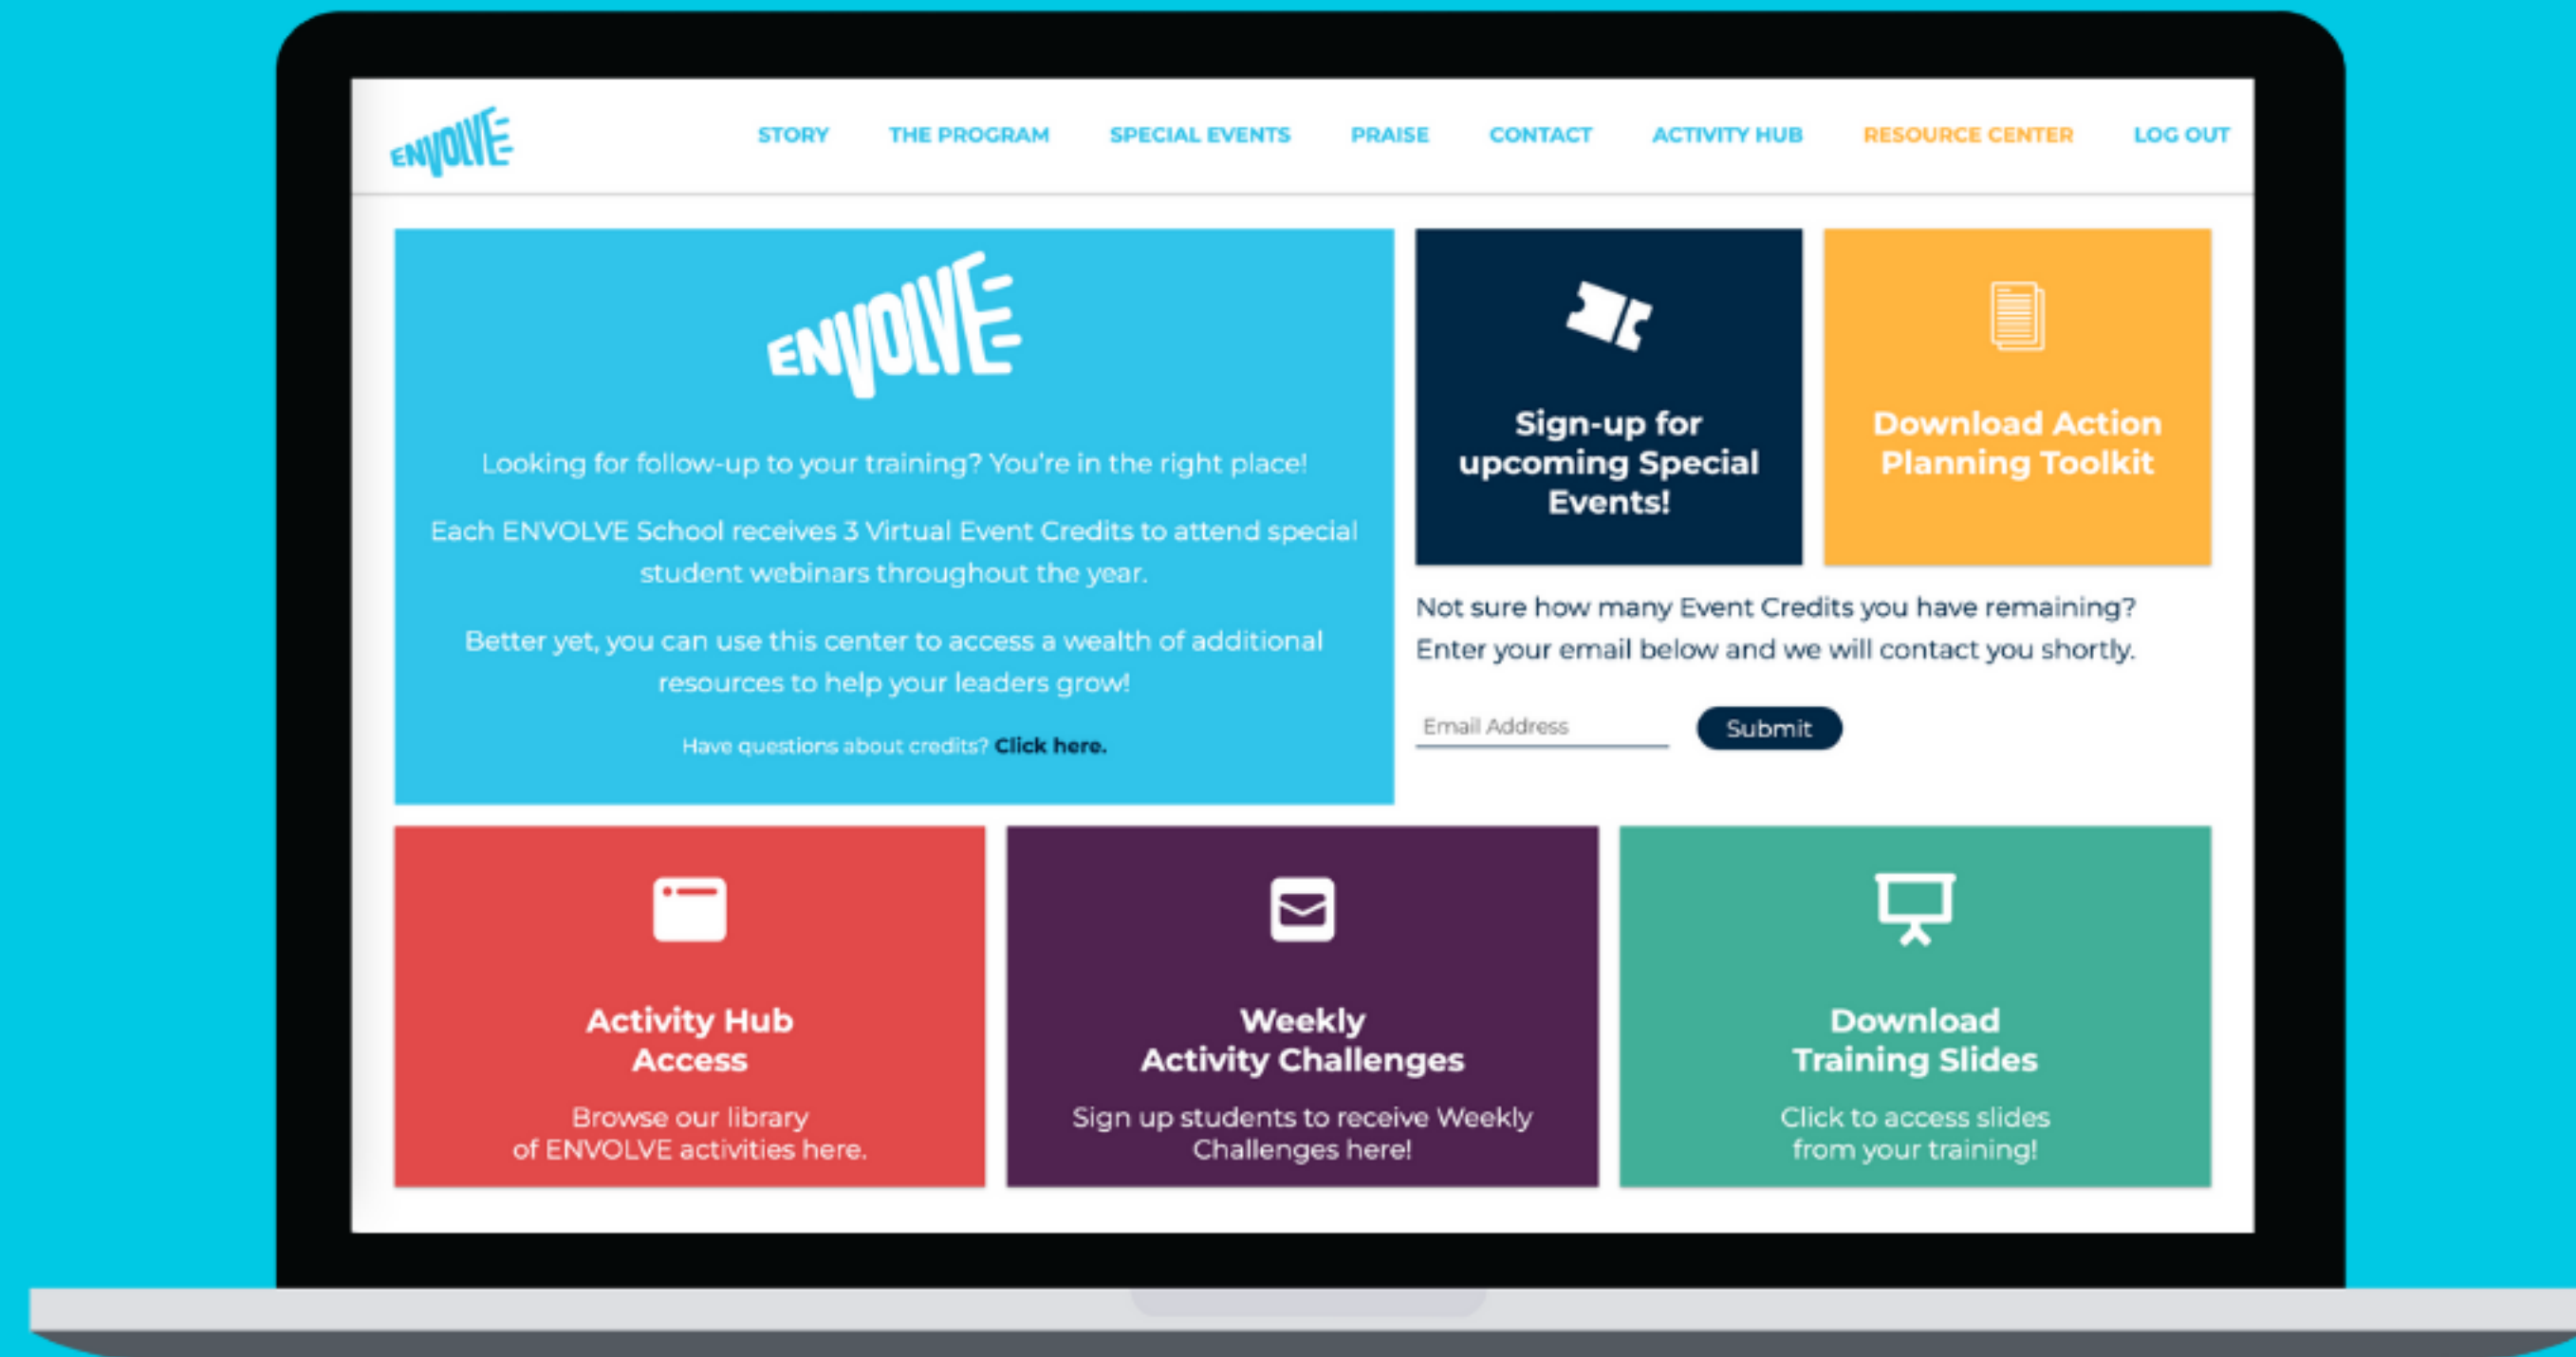 ENVOLVE
STORY THE PROGRAM SPECIAL EVENTS PRAISE CONTACT ACTIVITY HUB RESOURCE CENTER LOG OUT
ENVOLVE
Looking for follow-up to your training? You're in the right place!
Each ENVOLVE School receives 3 Virtual Event Credits to attend special
student webinars throughout the year.
Better yet, you can use this center to access a wealth of additional
resources to help your leaders grow!
Have questions about credits? Click here.
Sign-up for
upcoming Special
Events!
Download Action
Planning Toolkit
Not sure how many Event Credits you have remaining?
Enter your email below and we will contact you shortly.
Email Address
Submit
Activity Hub
Access
Browse our library
of ENVOLVE activities here.
Weekly
Activity Challenges
Sign up students to receive Weekly
Challenges here!
Download
Training Slides
Click to access slides
from your training!